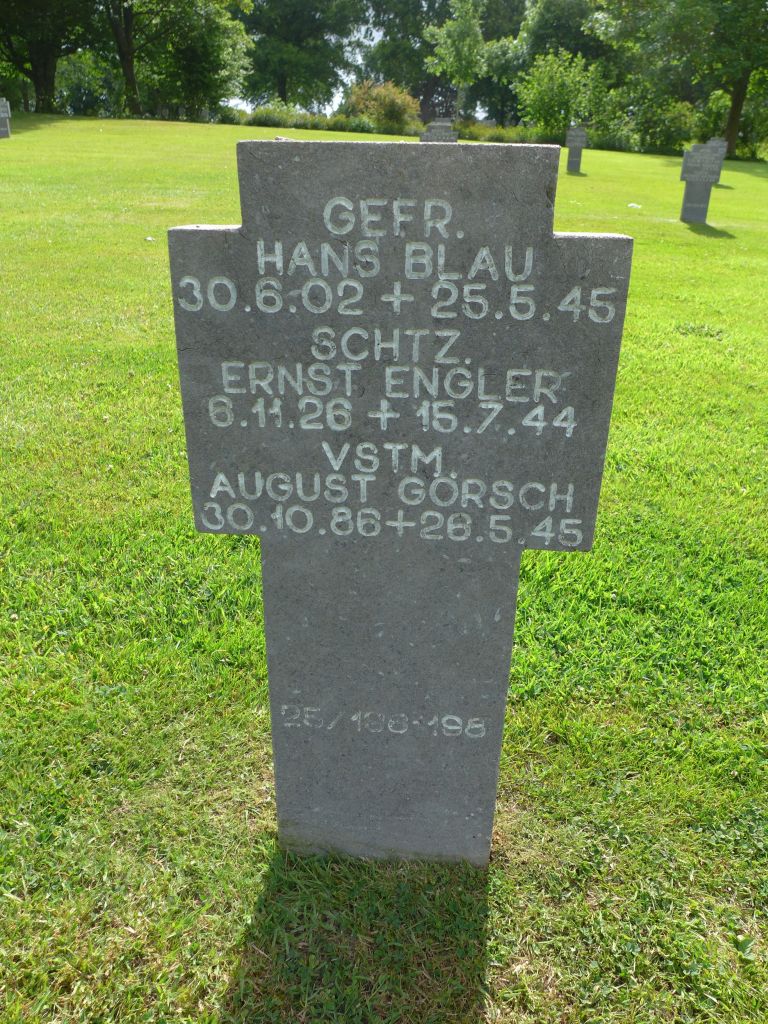 GEFR.
HANS BLAU
30.6.02 + 25.5.45
SCHTZ.
ERNST ENGLER
6.11.26 + 15.7.44
VSTM.
AUGUST GÖRSCH
30.10.86 + 26.5.45
25/196-198